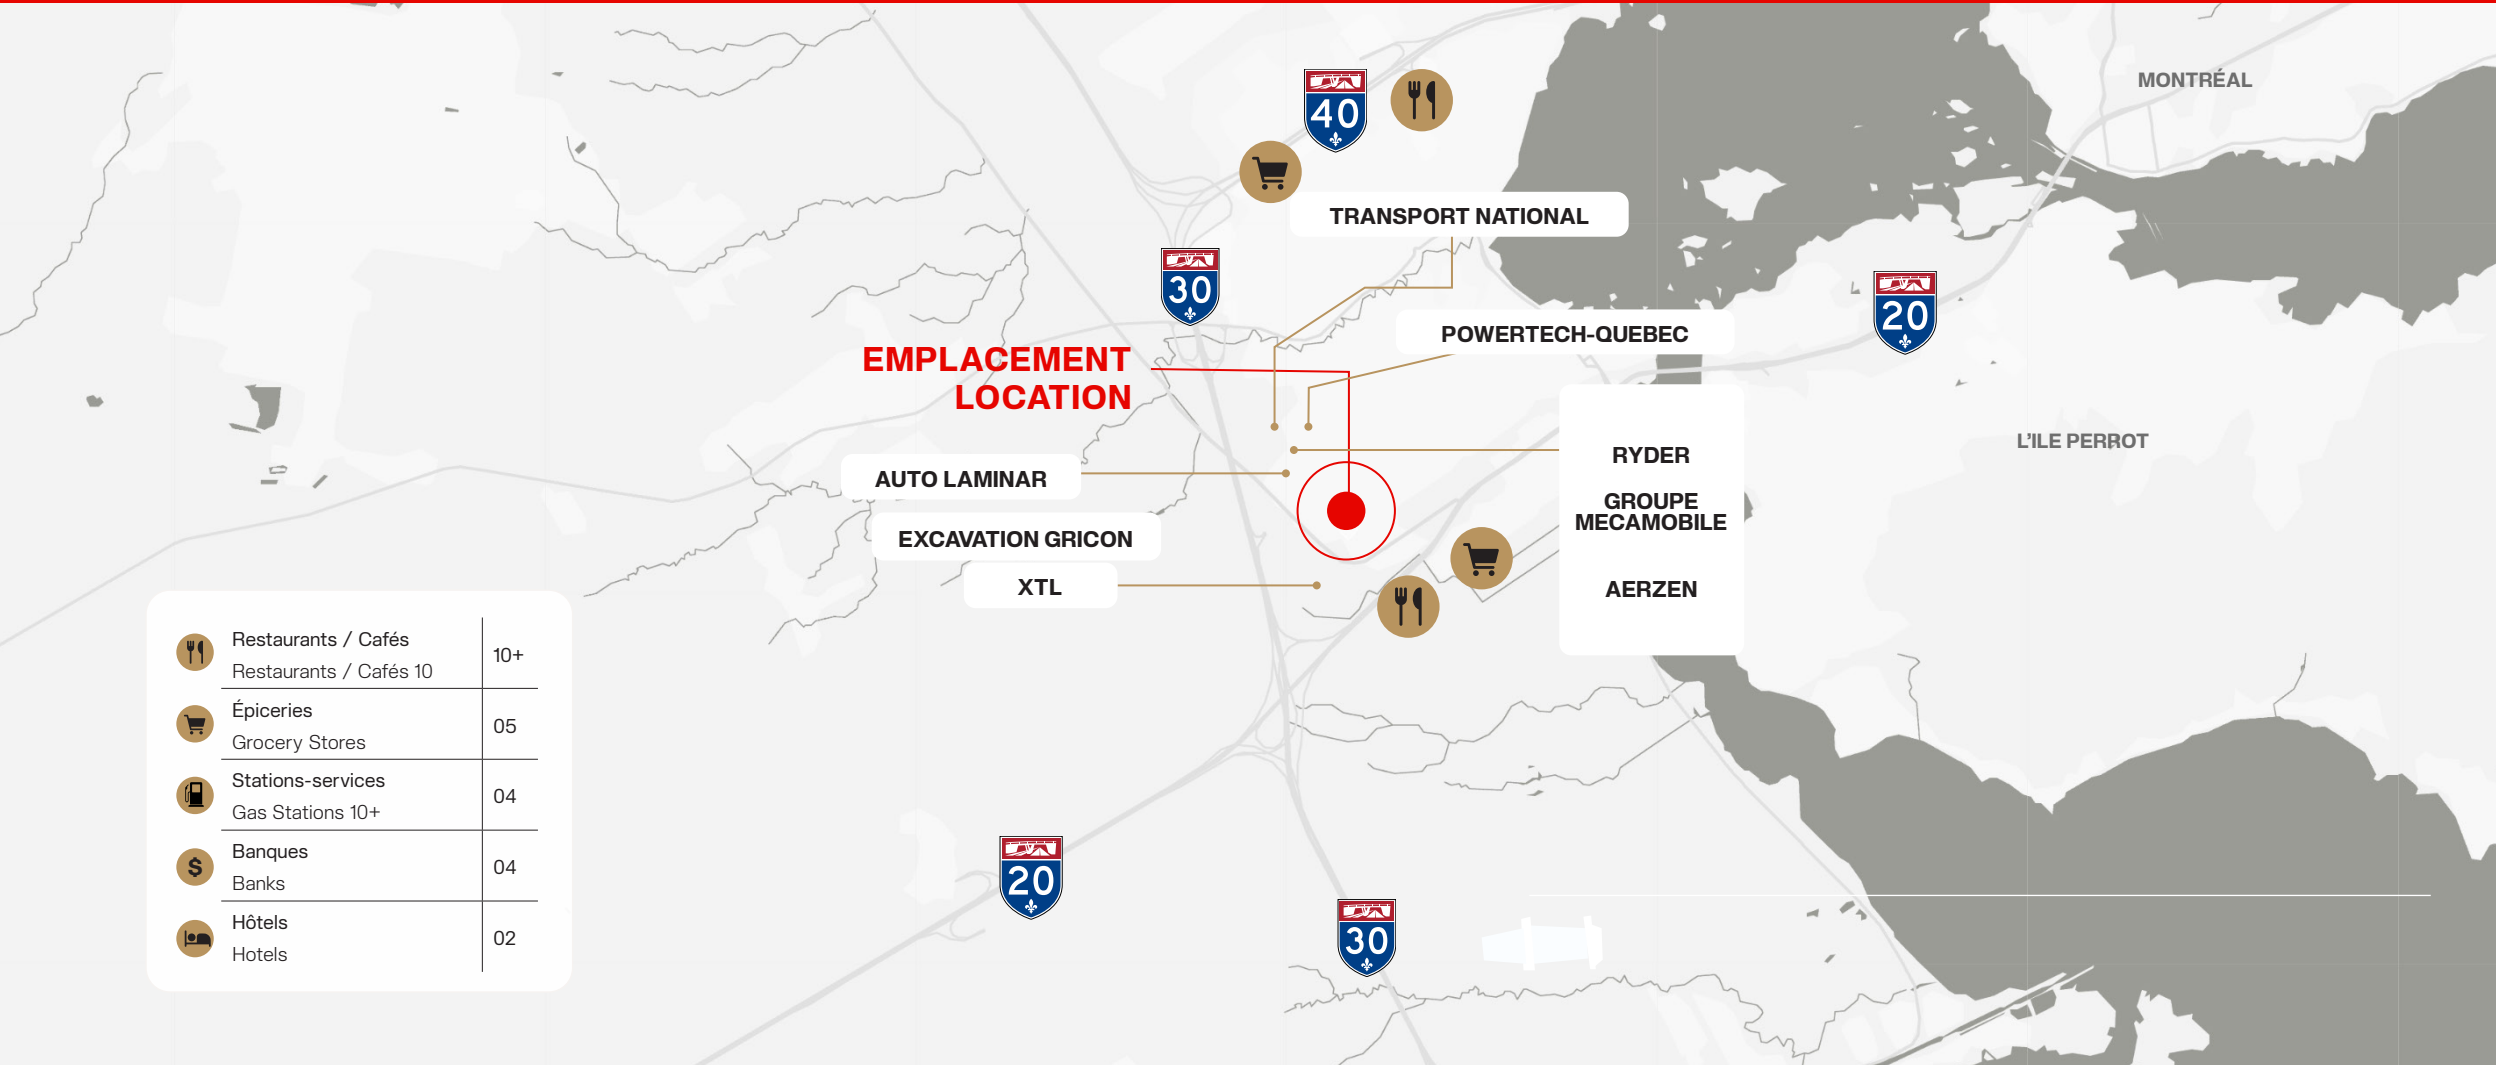 MONTRÉAL
40
TRANSPORT NATIONAL
30
20
POWERTECH-QUEBEC
EMPLACEMENT
LOCATION
L'ILE PERROT
RYDER
AUTO LAMINAR
GROUPE
MECAMOBILE
EXCAVATION GRICON
XTL
AERZEN
Restaurants / Cafés
Restaurants / Cafés 10
10+
Épiceries
Grocery Stores
05
Stations-services
Gas Stations 10+
04
$
Banques
Banks
04
Hôtels
Hotels
02
20
30